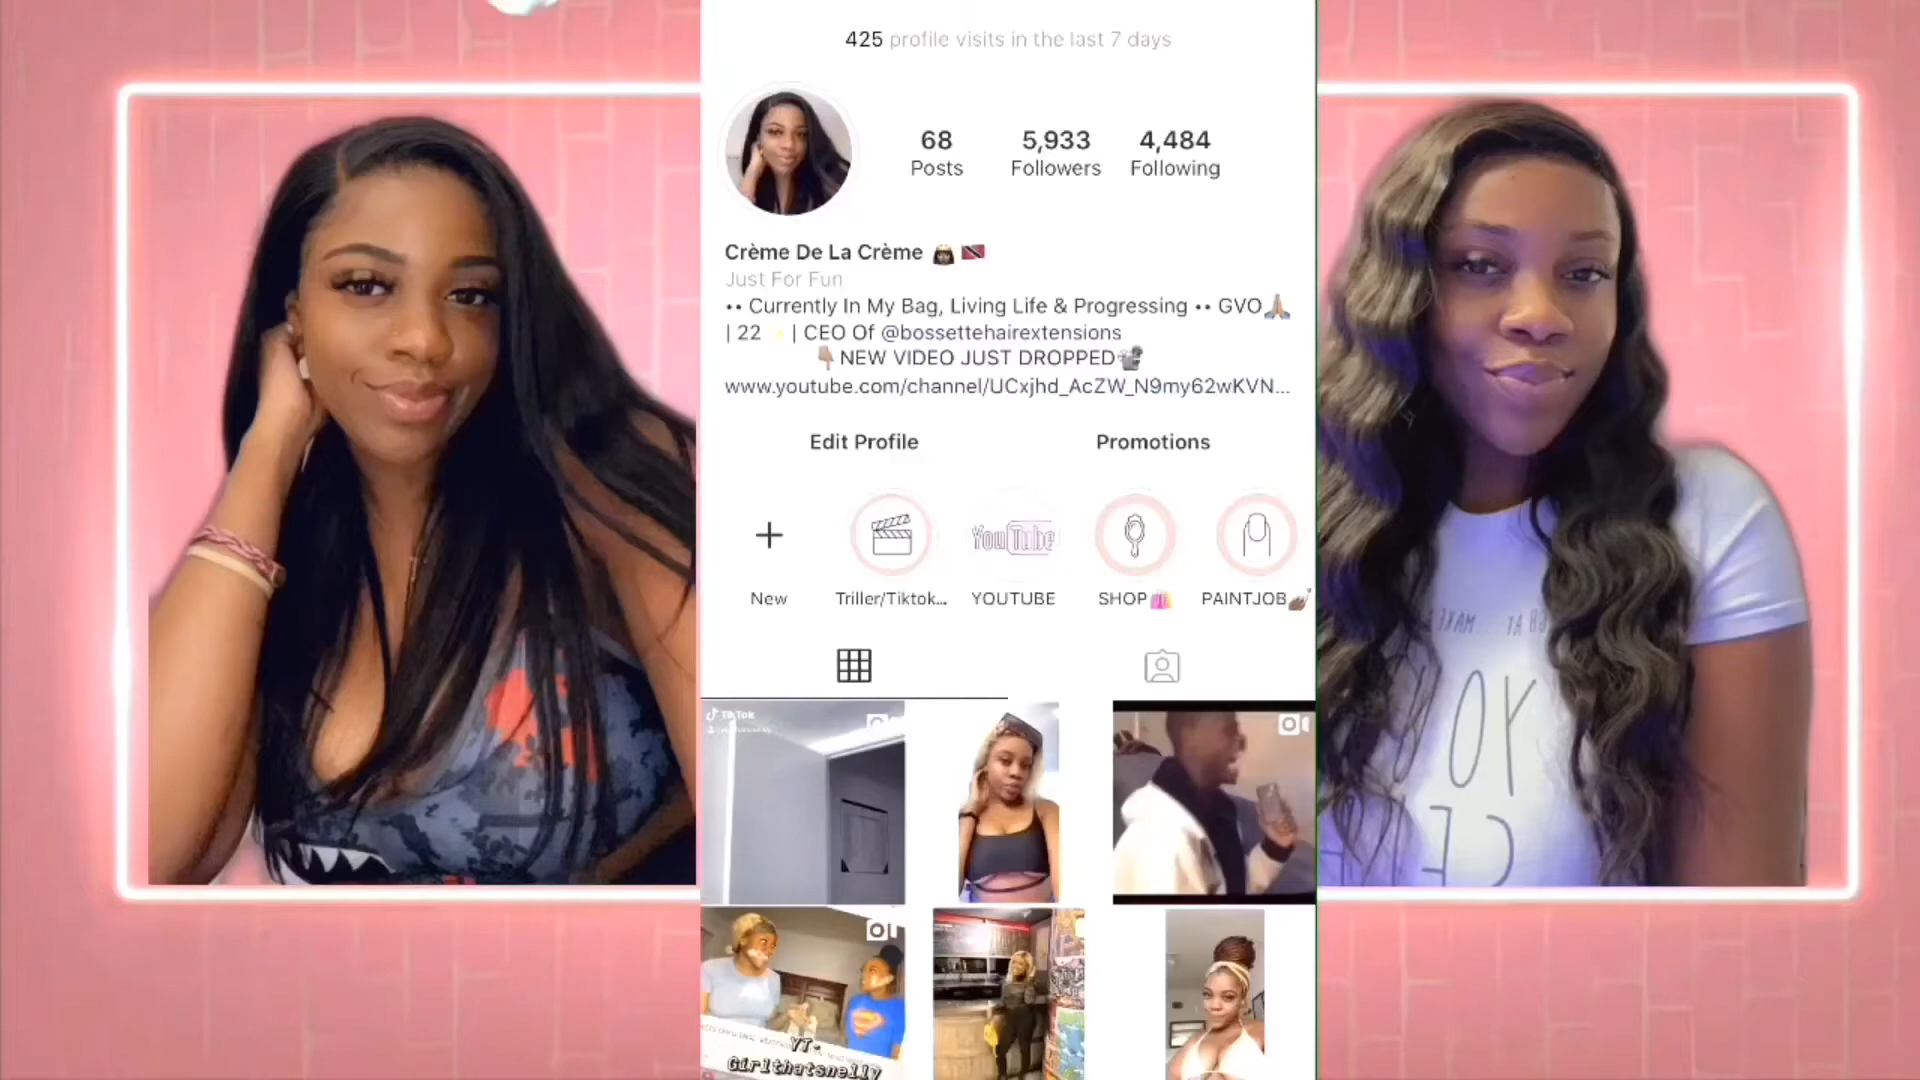 425 profile visits in the last 7 days
68 5,933 4,484
Posts Followers Following
Crème De La Crème 👸🏾 🇹🇹
Just For Fun
•• Currently In My Bag, Living Life & Progressing •• GVO🙏🏽
| 22 ✨ | CEO Of @bossettehairextensions
👇🏽NEW VIDEO JUST DROPPED📽
www.youtube.com/channel/UCxjhd_AcZW_N9my62wKVN...
Edit Profile Promotions
YouTube
New Triller/Tiktok... YOUTUBE SHOP🛍 PAINTJOB💅🏾
TikTok
YT-
Girlthatsnelly